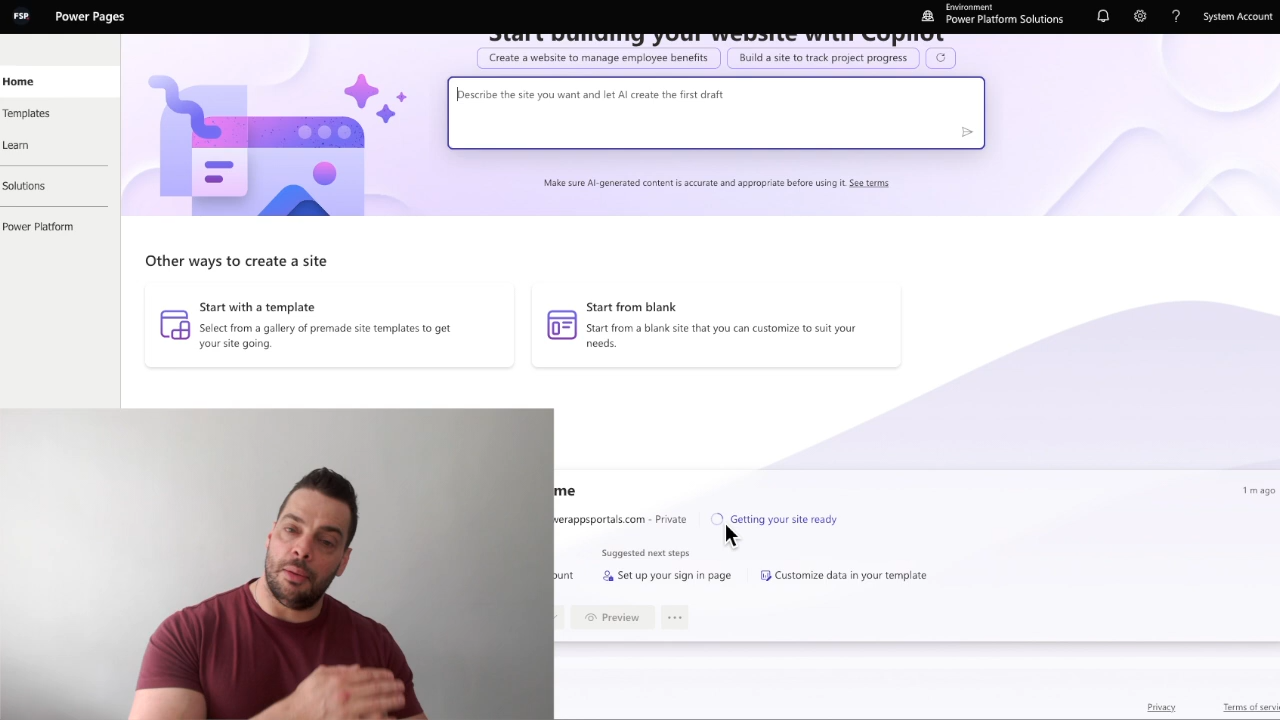 FSP
Power Pages
Environment
Power Platform Solutions
System Account
Start building your website with Copilot
Create a website to manage employee benefits
Build a site to track project progress
Home
Describe the site you want and let AI create the first draft
Templates
Learn
Make sure AI-generated content is accurate and appropriate before using it. See terms
Solutions
Power Platform
Other ways to create a site
Start with a template
Select from a gallery of premade site templates to get
your site going.
Start from blank
Start from a blank site that you can customize to suit your
needs.
me
1 m ago
werappsportals.com - Private
Getting your site ready
Suggested next steps
ount
Set up your sign in page
Customize data in your template
Preview
Privacy
Terms of servi